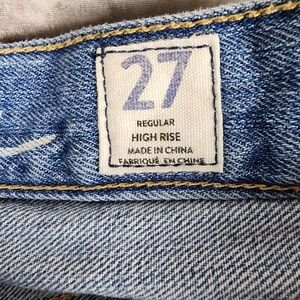 27
REGULAR
HIGH RISE
MADE IN CHINA
FABRIQUÉ EN CHINE